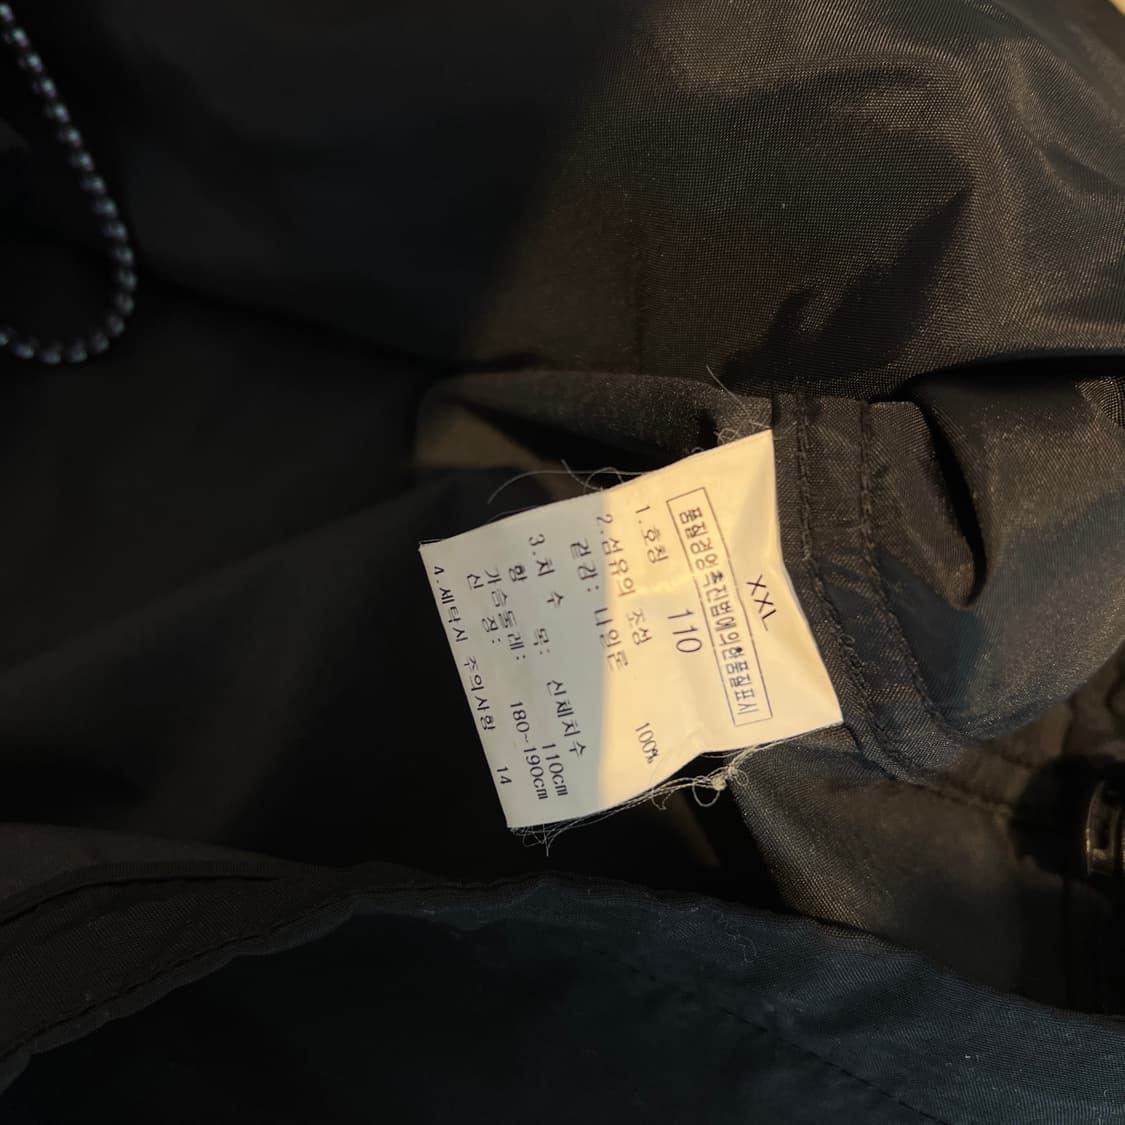 XXL
품질경영촉진법에의한품질표시
1.호칭 110
2.섬유의 조성
겉감: 나일론 100%
3.치수
항 목: 신체치수
가슴둘레: 110cm
신 장: 180~190cm
4.세탁시 주의사항 14